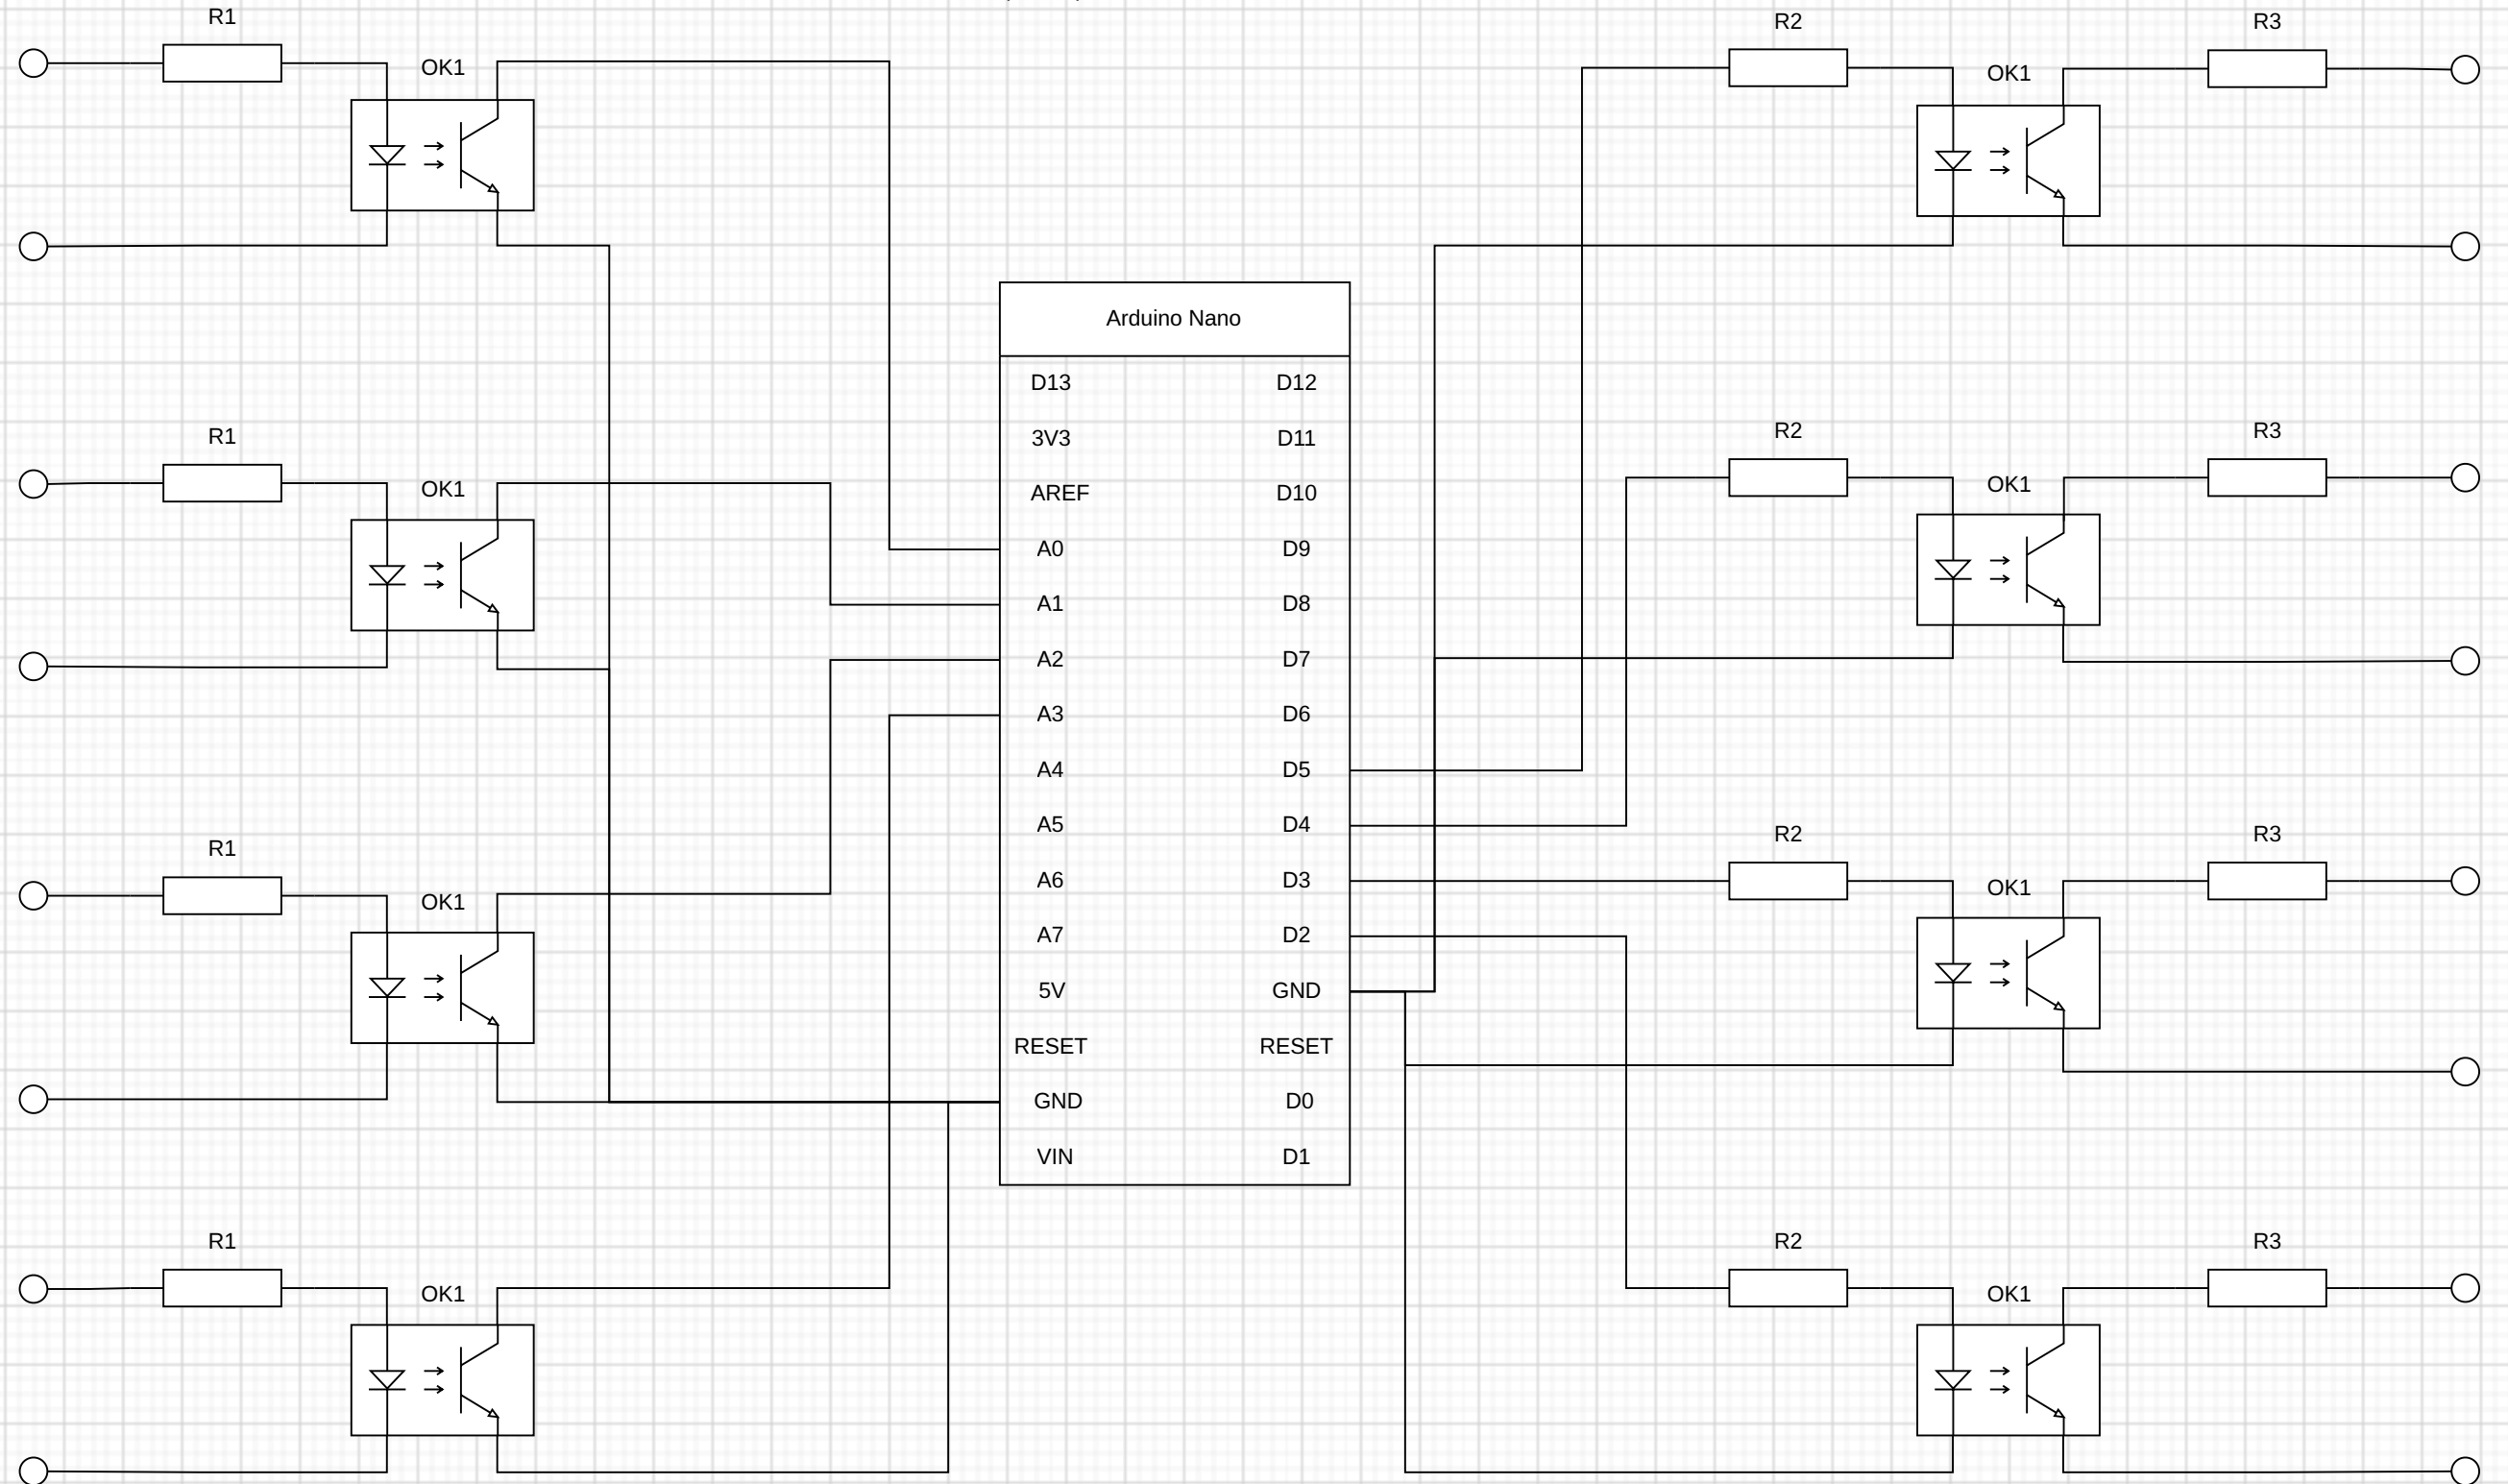 R1
R2
R3
OK1
OK1
Arduino Nano
D13 D12
3V3 D11
R1
R2
R3
OK1
OK1
AREF D10
A0 D9
A1 D8
A2 D7
A3 D6
A4 D5
A5 D4
R1
R2
R3
OK1
OK1
A6 D3
A7 D2
5V GND
RESET RESET
GND D0
VIN D1
R1
R2
R3
OK1
OK1